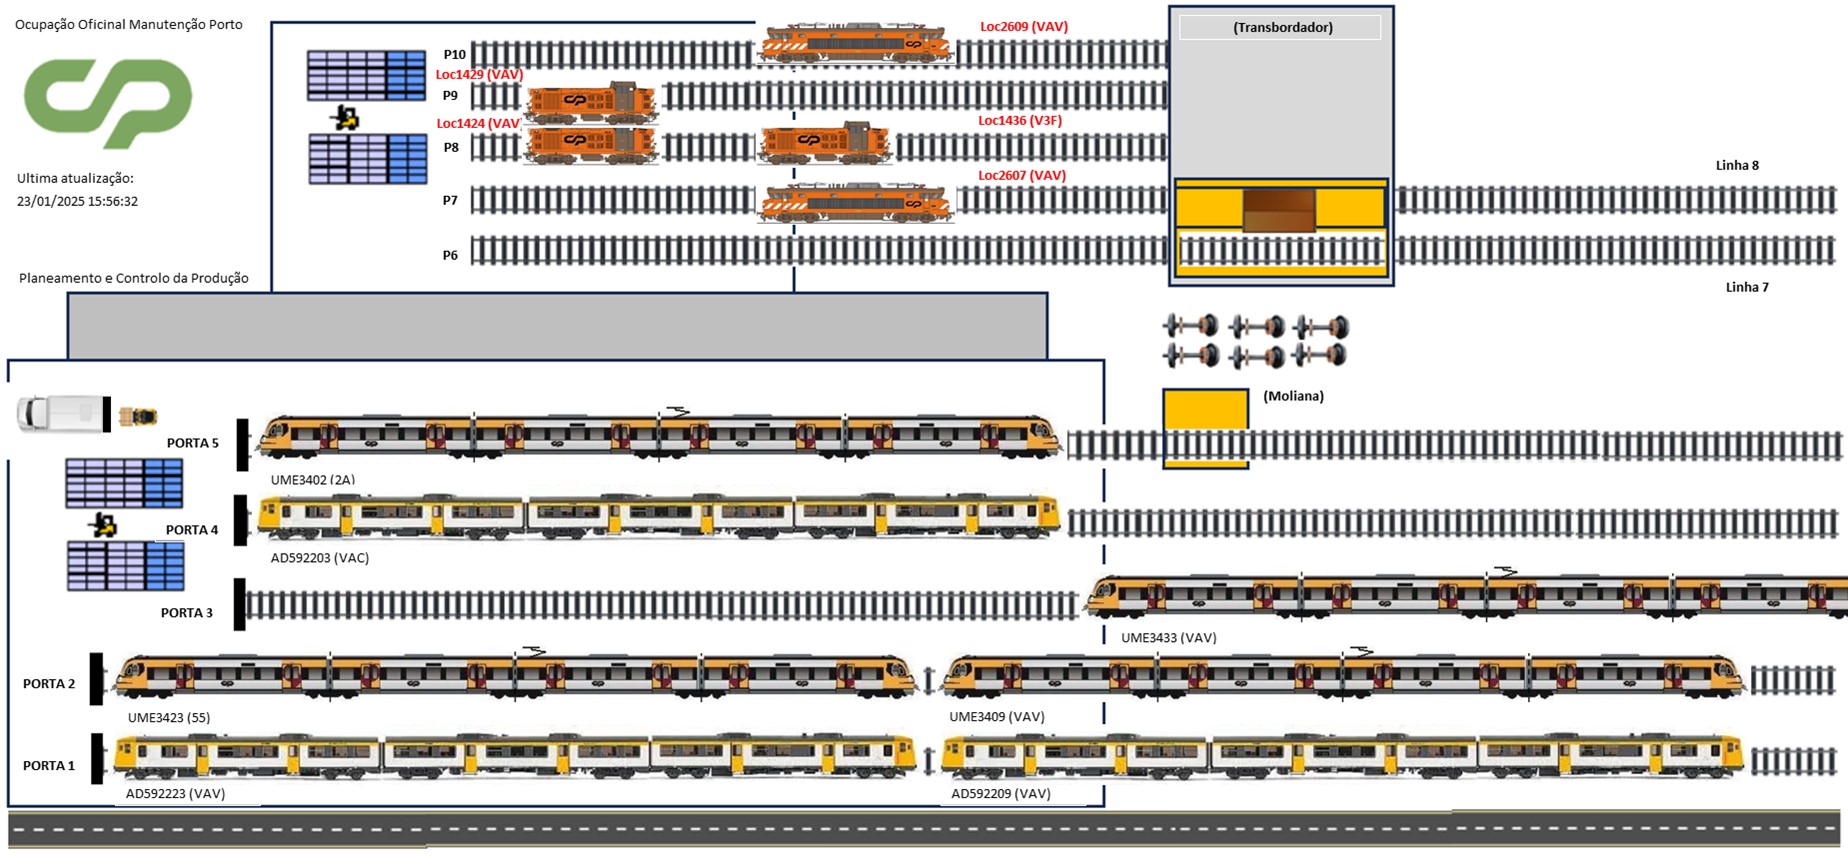 Ocupação Oficinal Manutenção Porto
CP
Ultima atualização:
23/01/2025 15:56:32
Planeamento e Controlo da Produção
Loc2609 (VAV)
P10
Loc1429 (VAV)
P9
Loc1424 (VAV)
Loc1436 (V3F)
P8
Loc2607 (VAV)
P7
P6
(Transbordador)
Linha 8
Linha 7
(Moliana)
PORTA 5
UME3402 (2A)
PORTA 4
AD592203 (VAC)
PORTA 3
UME3433 (VAV)
PORTA 2
UME3423 (55)
UME3409 (VAV)
PORTA 1
AD592223 (VAV)
AD592209 (VAV)